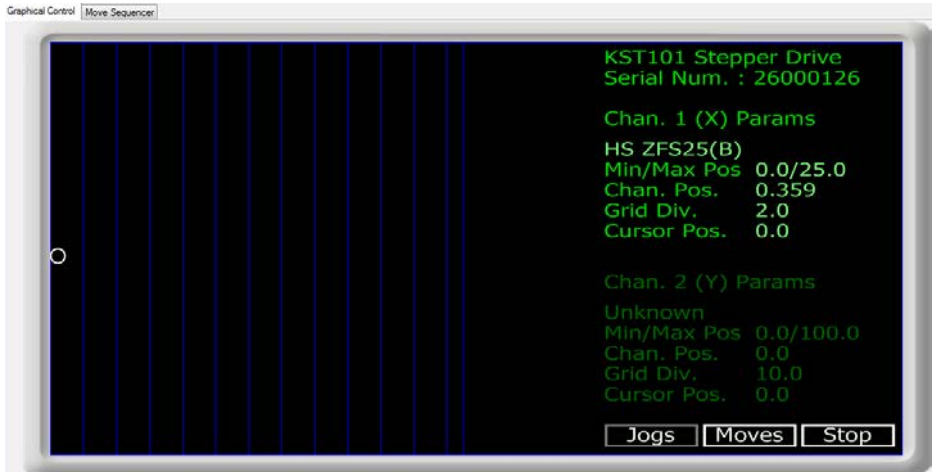 Graphical Control Move Sequencer
KST101 Stepper Drive
Serial Num. : 26000126
Chan. 1 (X) Params
HS ZFS25(B)
Min/Max Pos 0.0/25.0
Chan. Pos. 0.359
Grid Div. 2.0
Cursor Pos. 0.0
Chan. 2 (Y) Params
Unknown
Min/Max Pos 0.0/100.0
Chan. Pos. 0.0
Grid Div. 10.0
Cursor Pos. 0.0
Jogs Moves Stop